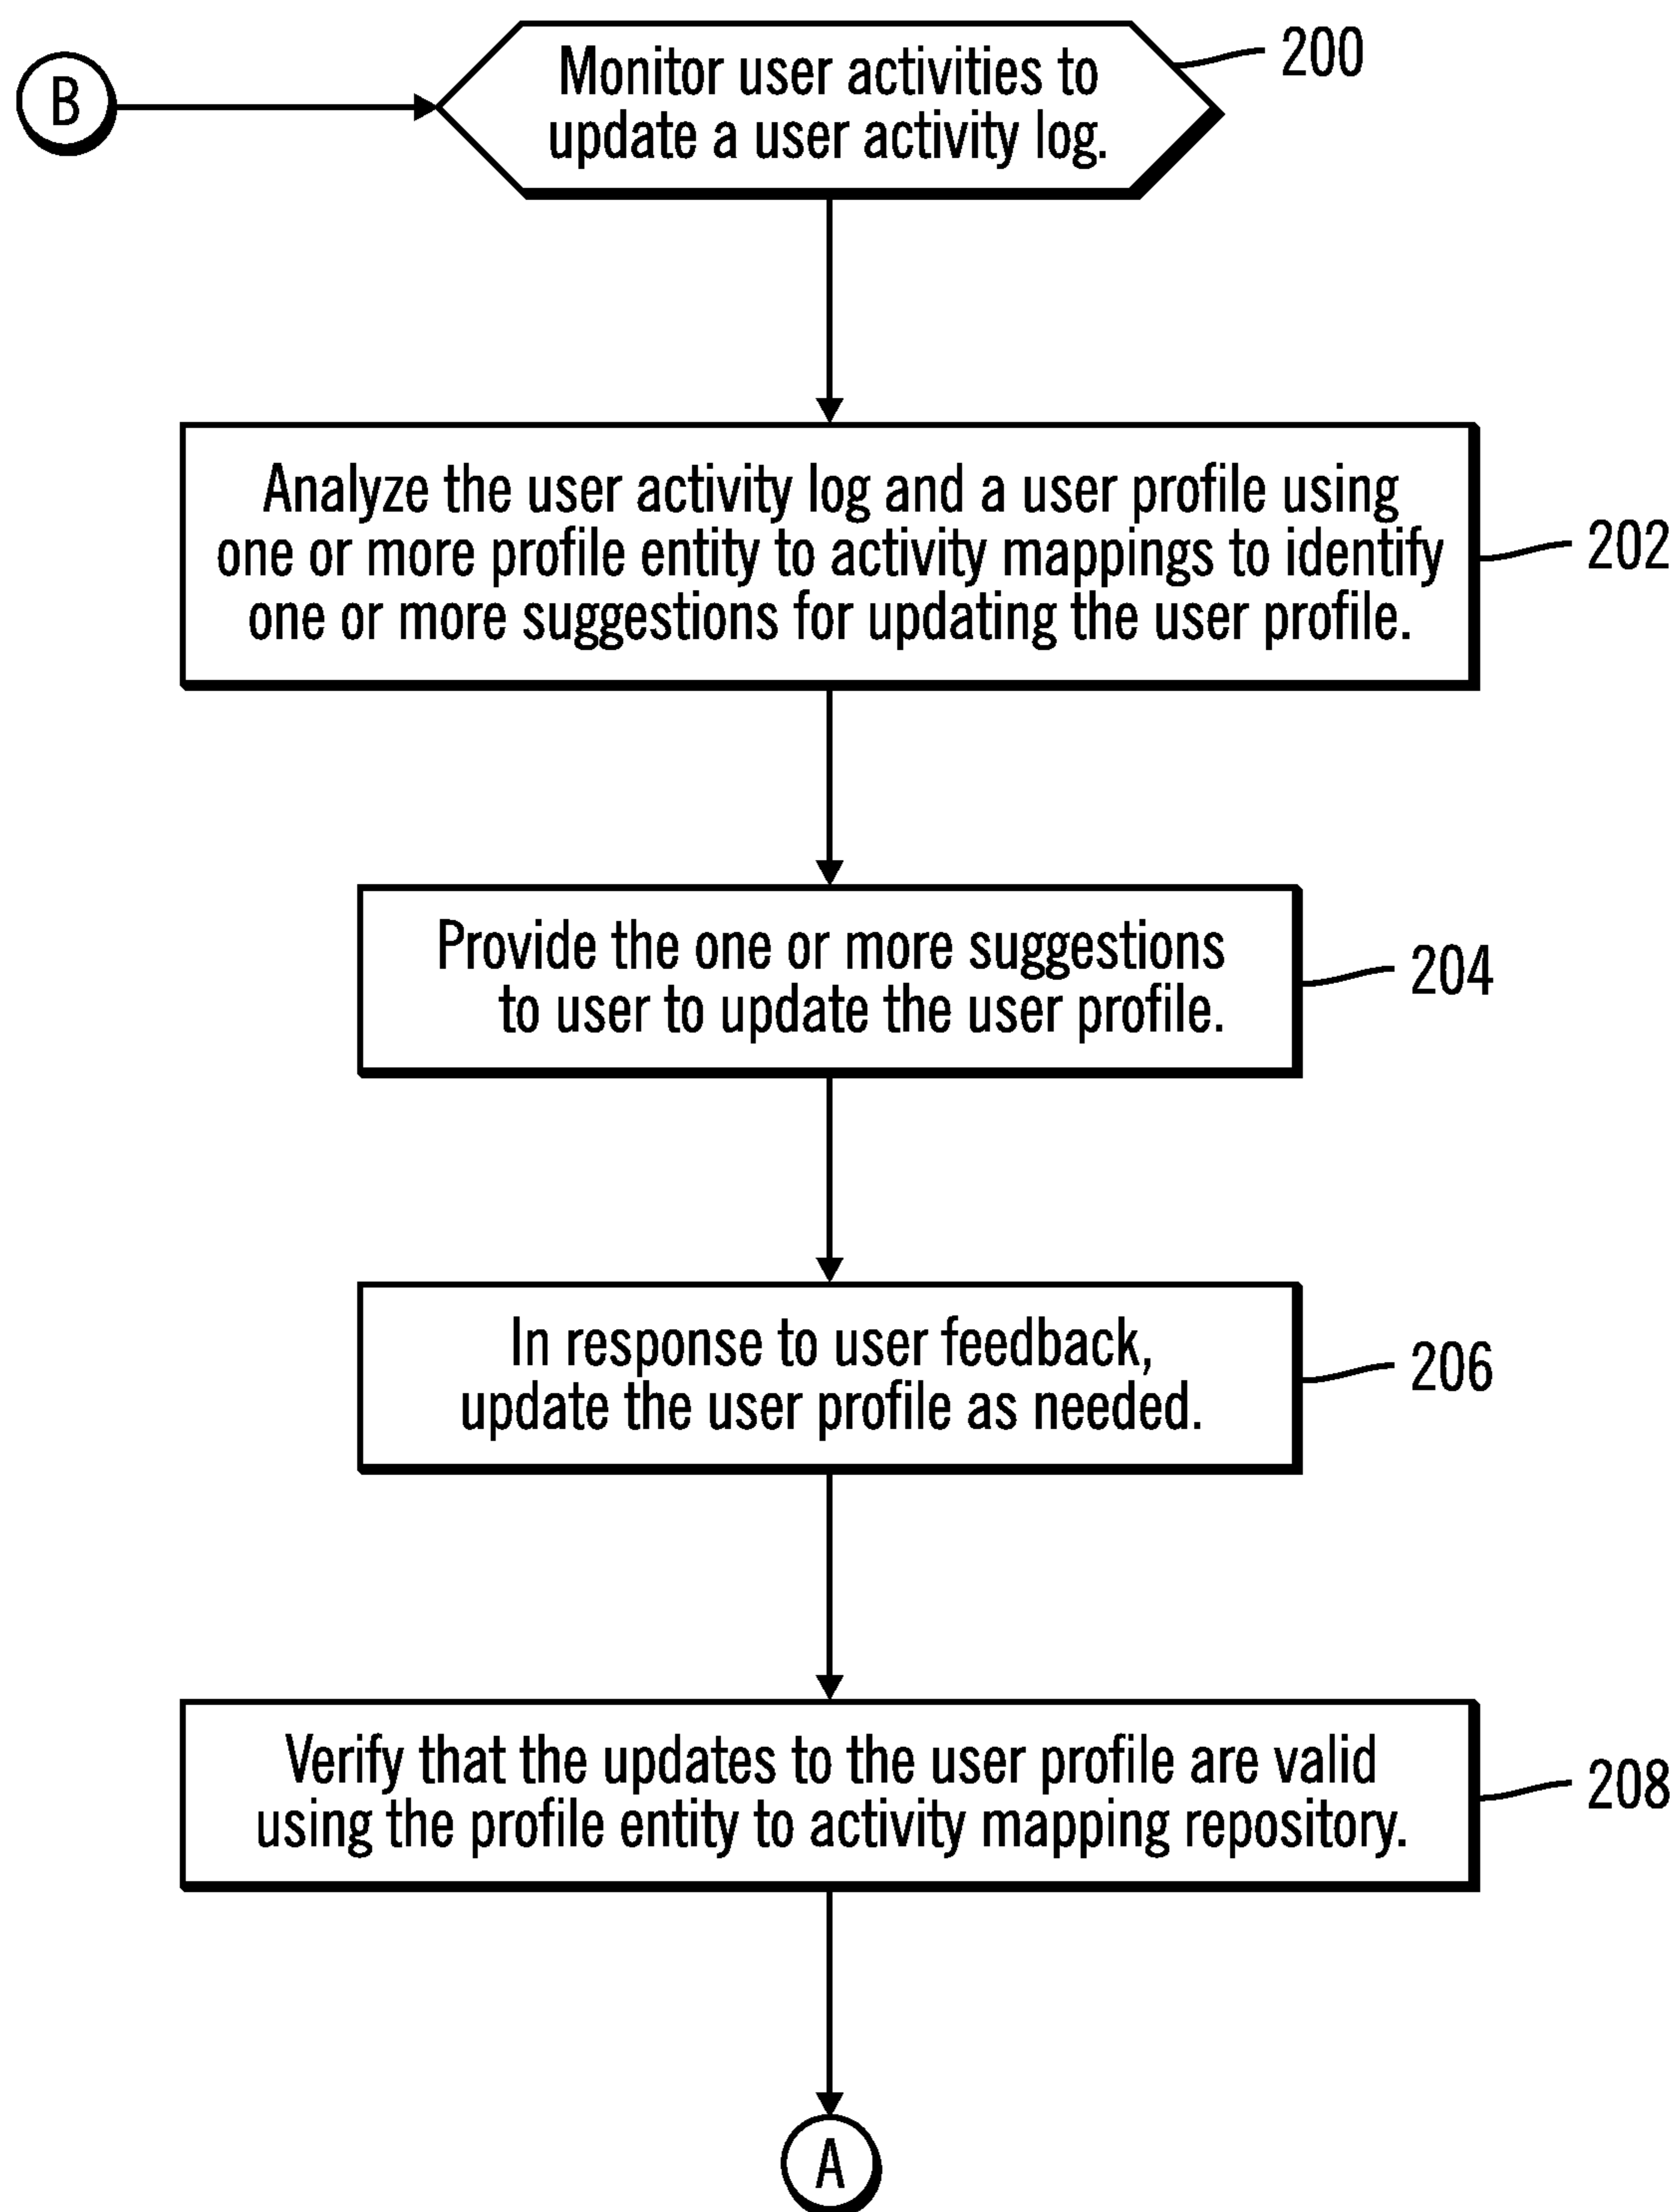 B
Monitor user activities to
update a user activity log.
200
Analyze the user activity log and a user profile using
one or more profile entity to activity mappings to identify
one or more suggestions for updating the user profile.
202
Provide the one or more suggestions
to user to update the user profile.
204
In response to user feedback,
update the user profile as needed.
206
Verify that the updates to the user profile are valid
using the profile entity to activity mapping repository.
208
A